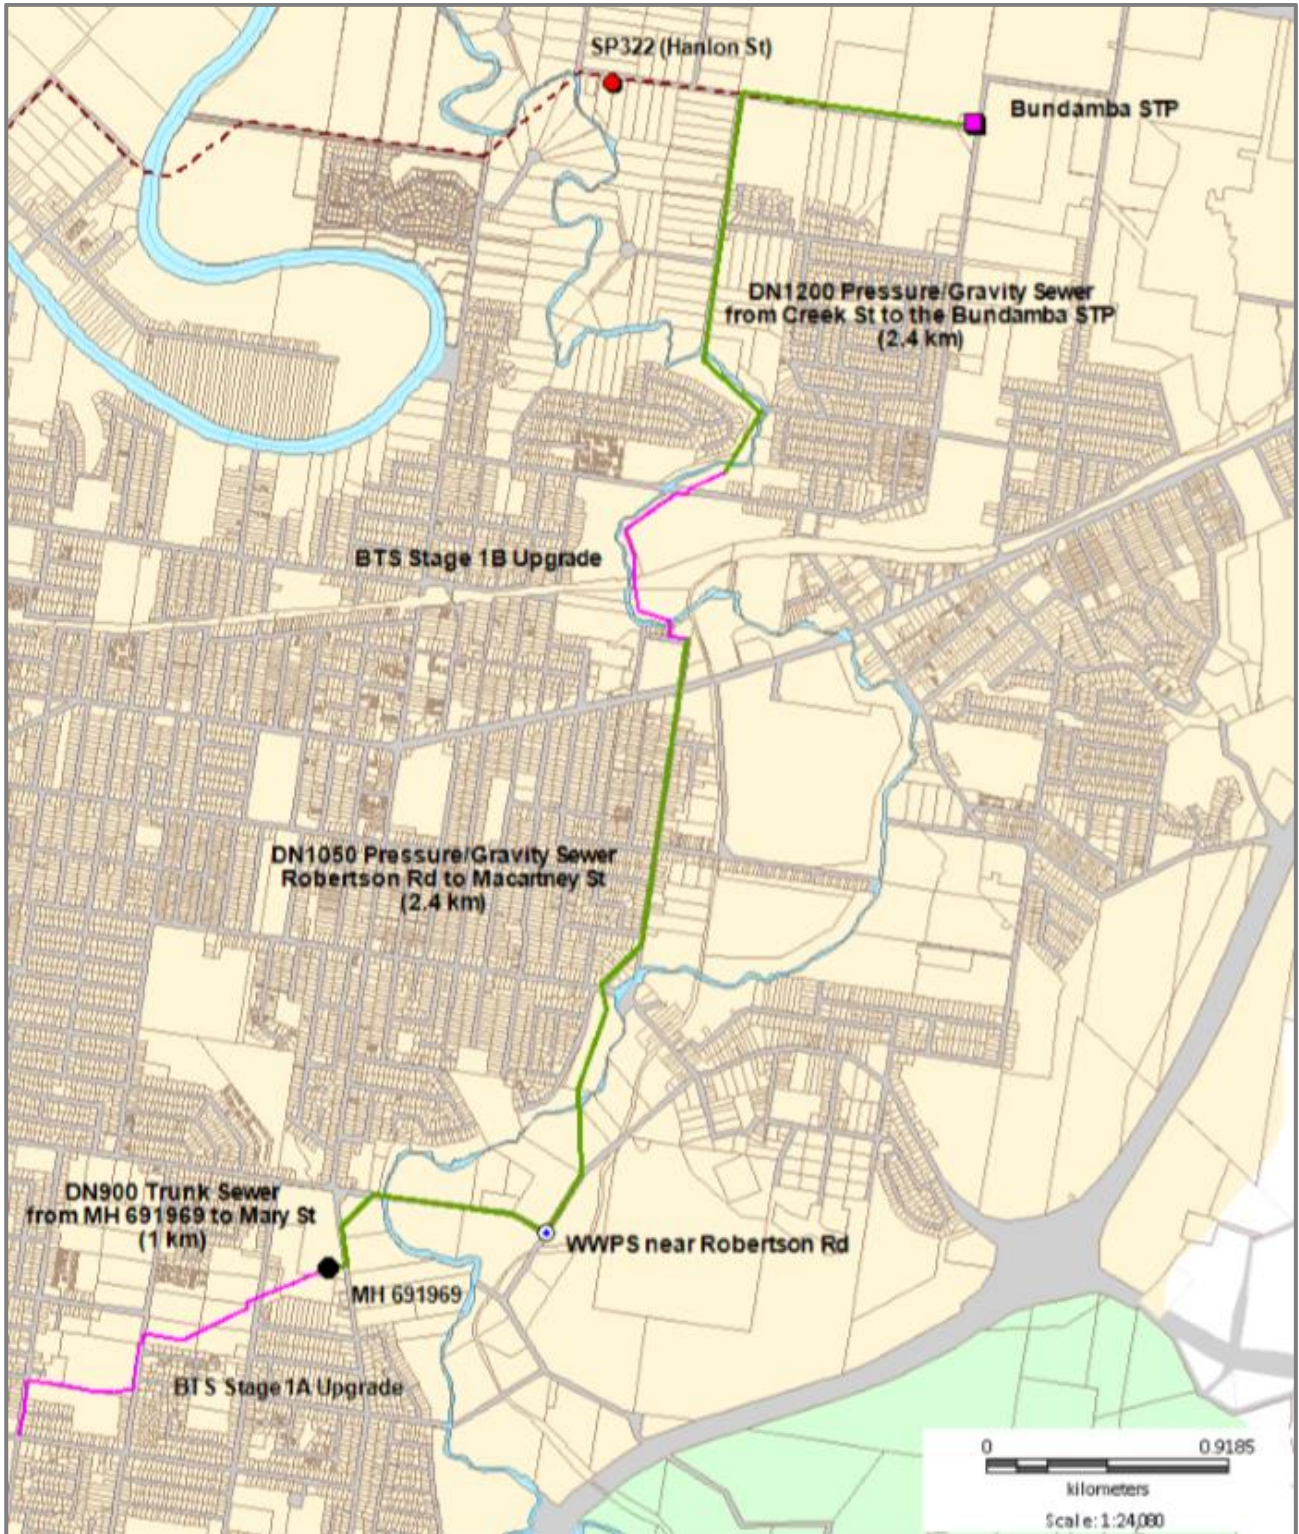 SP322 (Hanlon St)
Bundamba STP
DN1200 Pressure/Gravity Sewer
from Creek St to the Bundamba STP
(2.4 km)
BTS Stage 1B Upgrade
DN1050 Pressure/Gravity Sewer
Robertson Rd to Macartney St
(2.4 km)
DN900 Trunk Sewer
from MH 691969 to Mary St
(1 km)
WWPS near Robertson Rd
MH 691969
BTS Stage 1A Upgrade
0 0.9185
kilometers
Scale: 1:24,080